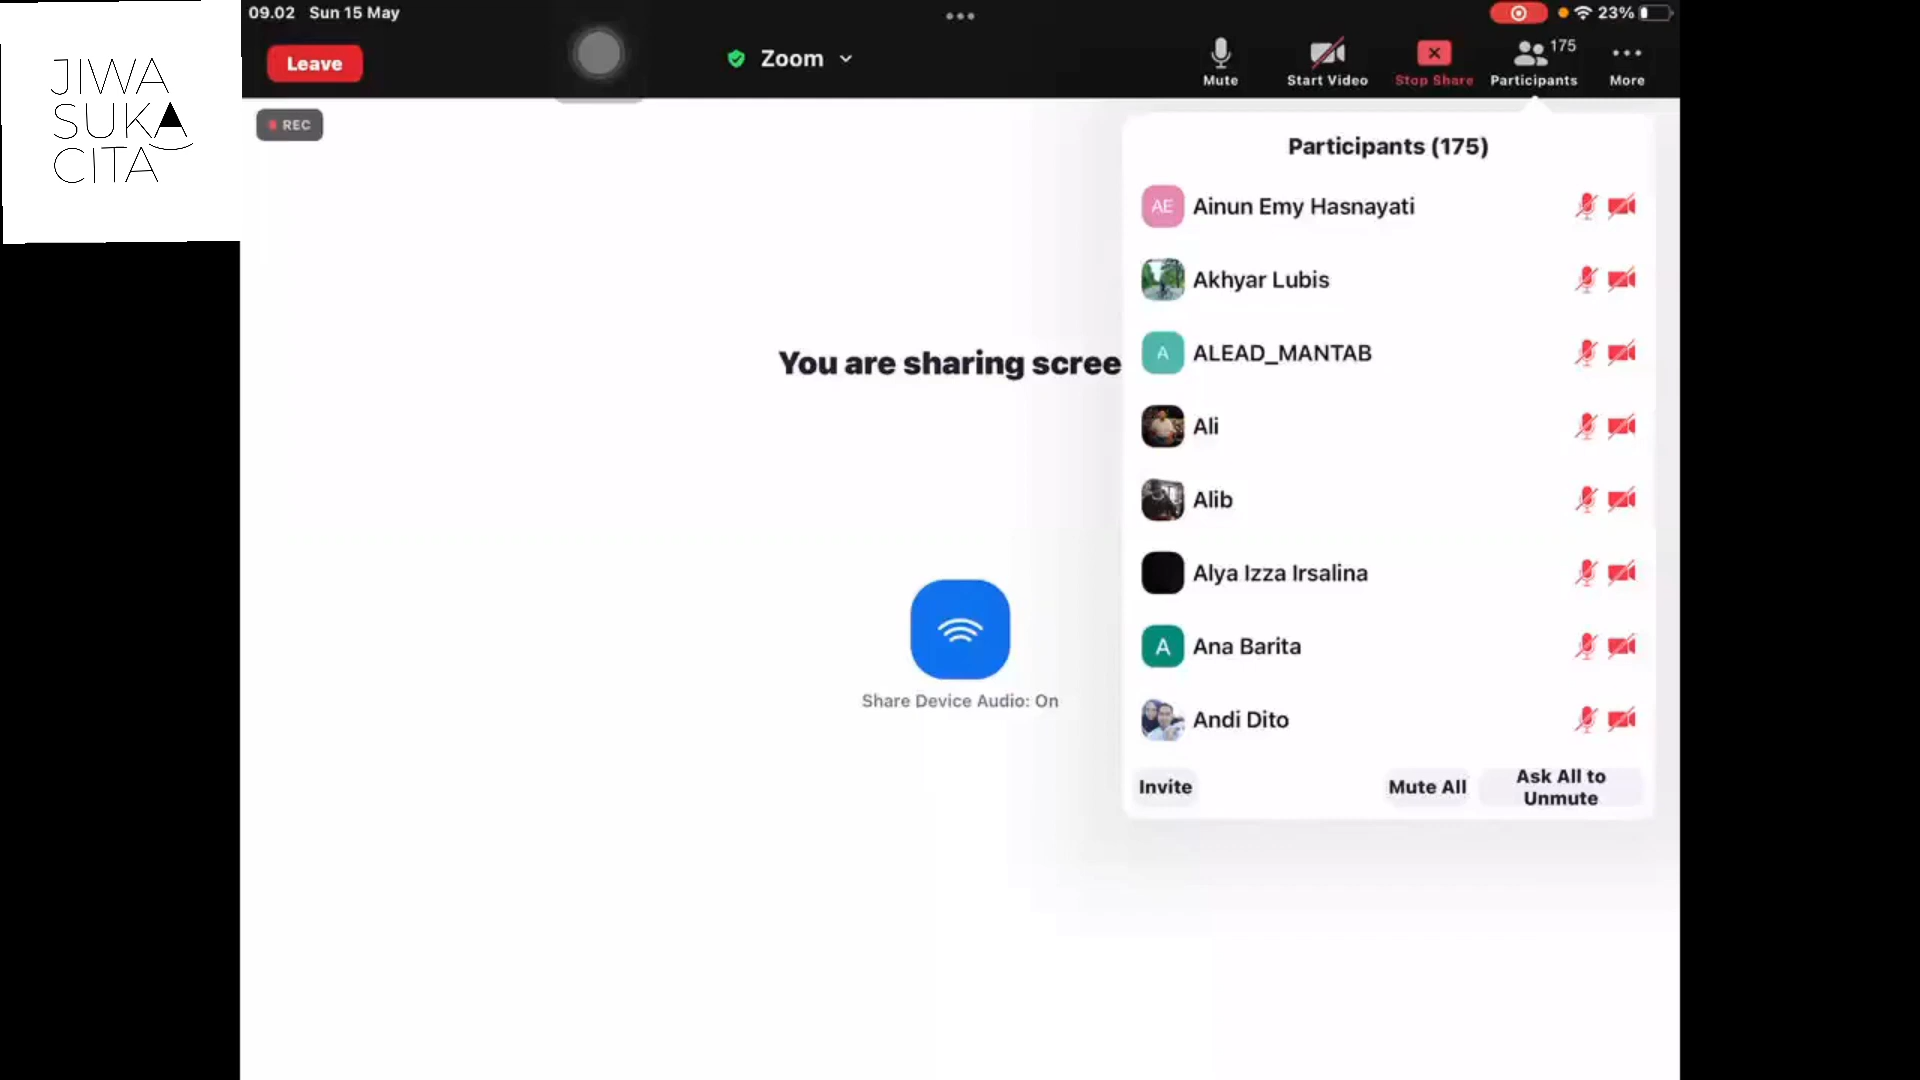 JIWA
SUKA
CITA
09.02 Sun 15 May
23%
Leave
Zoom
Mute
Start Video
Stop Share
Participants
175
More
REC
You are sharing scree
Share Device Audio: On
Participants (175)
AE Ainun Emy Hasnayati
Akhyar Lubis
A ALEAD_MANTAB
Ali
Alib
Alya Izza Irsalina
A Ana Barita
Andi Dito
Invite
Mute All
Ask All to
Unmute